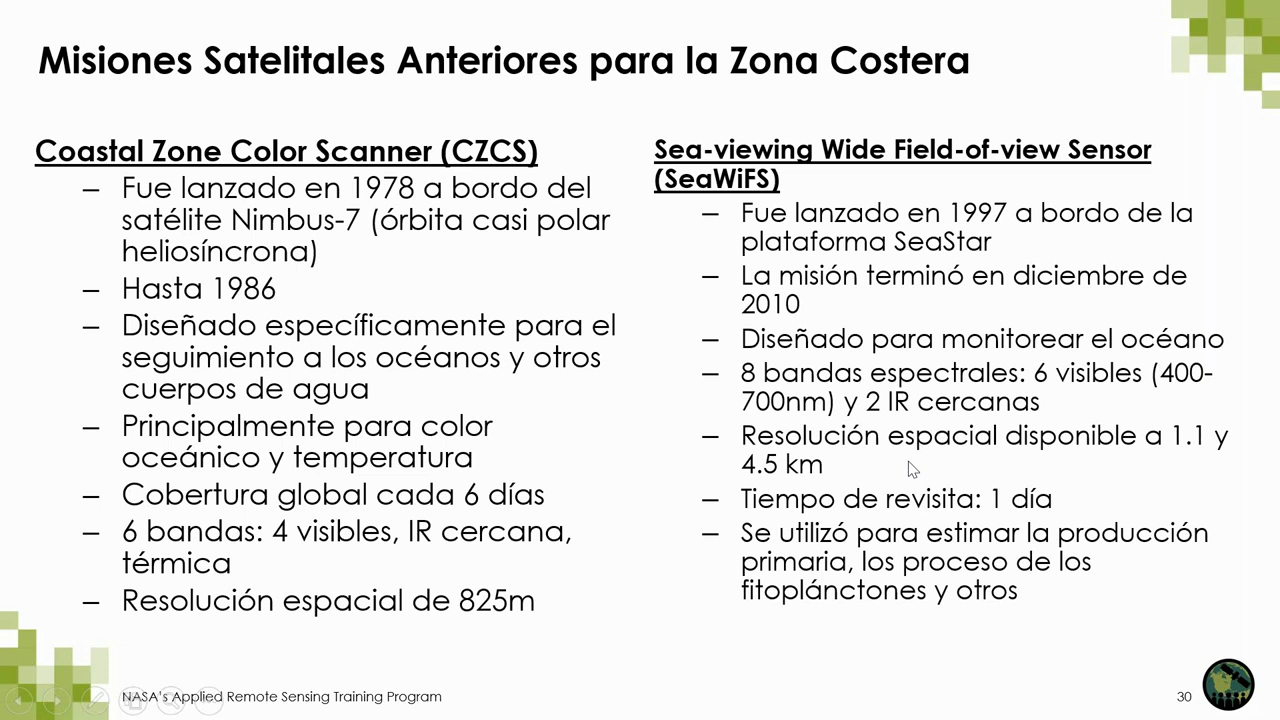 Misiones Satelitales Anteriores para la Zona Costera
Coastal Zone Color Scanner (CZCS)
– Fue lanzado en 1978 a bordo del
satélite Nimbus-7 (órbita casi polar
heliosíncrona)
– Hasta 1986
– Diseñado específicamente para el
seguimiento a los océanos y otros
cuerpos de agua
– Principalmente para color
oceánico y temperatura
– Cobertura global cada 6 días
– 6 bandas: 4 visibles, IR cercana,
térmica
– Resolución espacial de 825m
Sea-viewing Wide Field-of-view Sensor
(SeaWiFS)
– Fue lanzado en 1997 a bordo de la
plataforma SeaStar
– La misión terminó en diciembre de
2010
– Diseñado para monitorear el océano
– 8 bandas espectrales: 6 visibles (400-
700nm) y 2 IR cercanas
– Resolución espacial disponible a 1.1 y
4.5 km
– Tiempo de revisita: 1 día
– Se utilizó para estimar la producción
primaria, los proceso de los
fitoplánctones y otros
NASA's Applied Remote Sensing Training Program
30